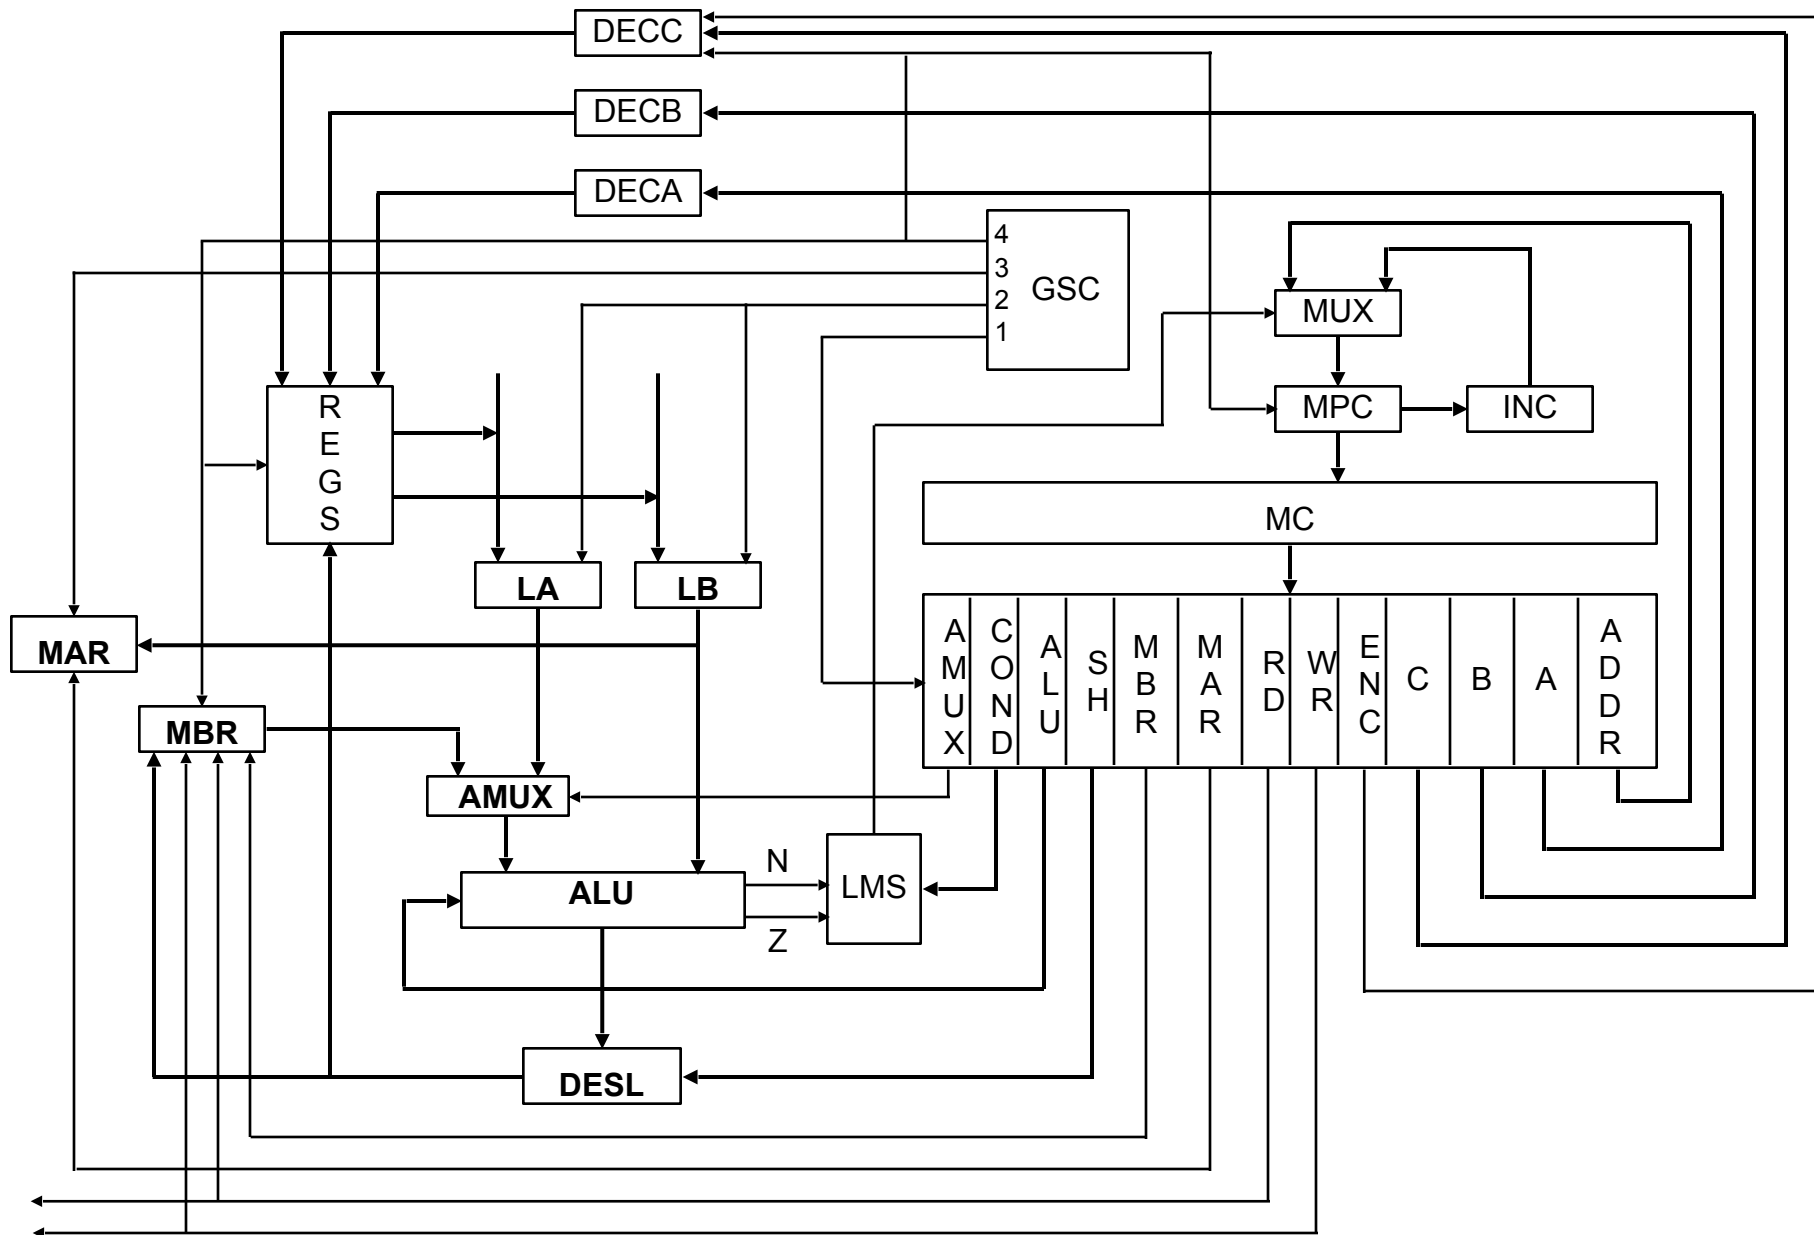 DECC
DECB
DECA
4
3
2
1
GSC
MUX
MPC
INC
REGS
MC
LA
LB
MAR
MBR
AMUX
COND
ALU
SH
MBR
MAR
RD
WR
ENC
C
B
A
ADDR
AMUX
N
ALU
LMS
Z
DESL